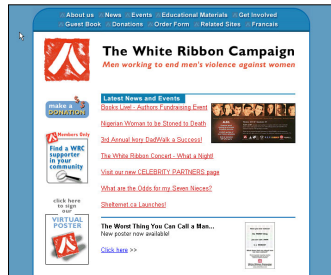 About us News Events Educational Materials Get Involved
Guest Book Donations Order Form Related Sites Francais
The White Ribbon Campaign
Men working to end men's violence against women
make a
DONATION
Members Only
Find a WRC
supporter
in your
community
click here
to sign
our
VIRTUAL
POSTER
Latest News and Events
Books Live! - Authors Fundraising Event
Nigerian Woman to be Stoned to Death
3rd Annual Ivory DadWalk a Success!
The White Ribbon Concert - What a Night!
Visit our new CELEBRITY PARTNERS page
What are the Odds for my Seven Nieces?
Shelternet.ca Launches!
The Worst Thing You Can Call a Man...
New poster now available!
Click here >>